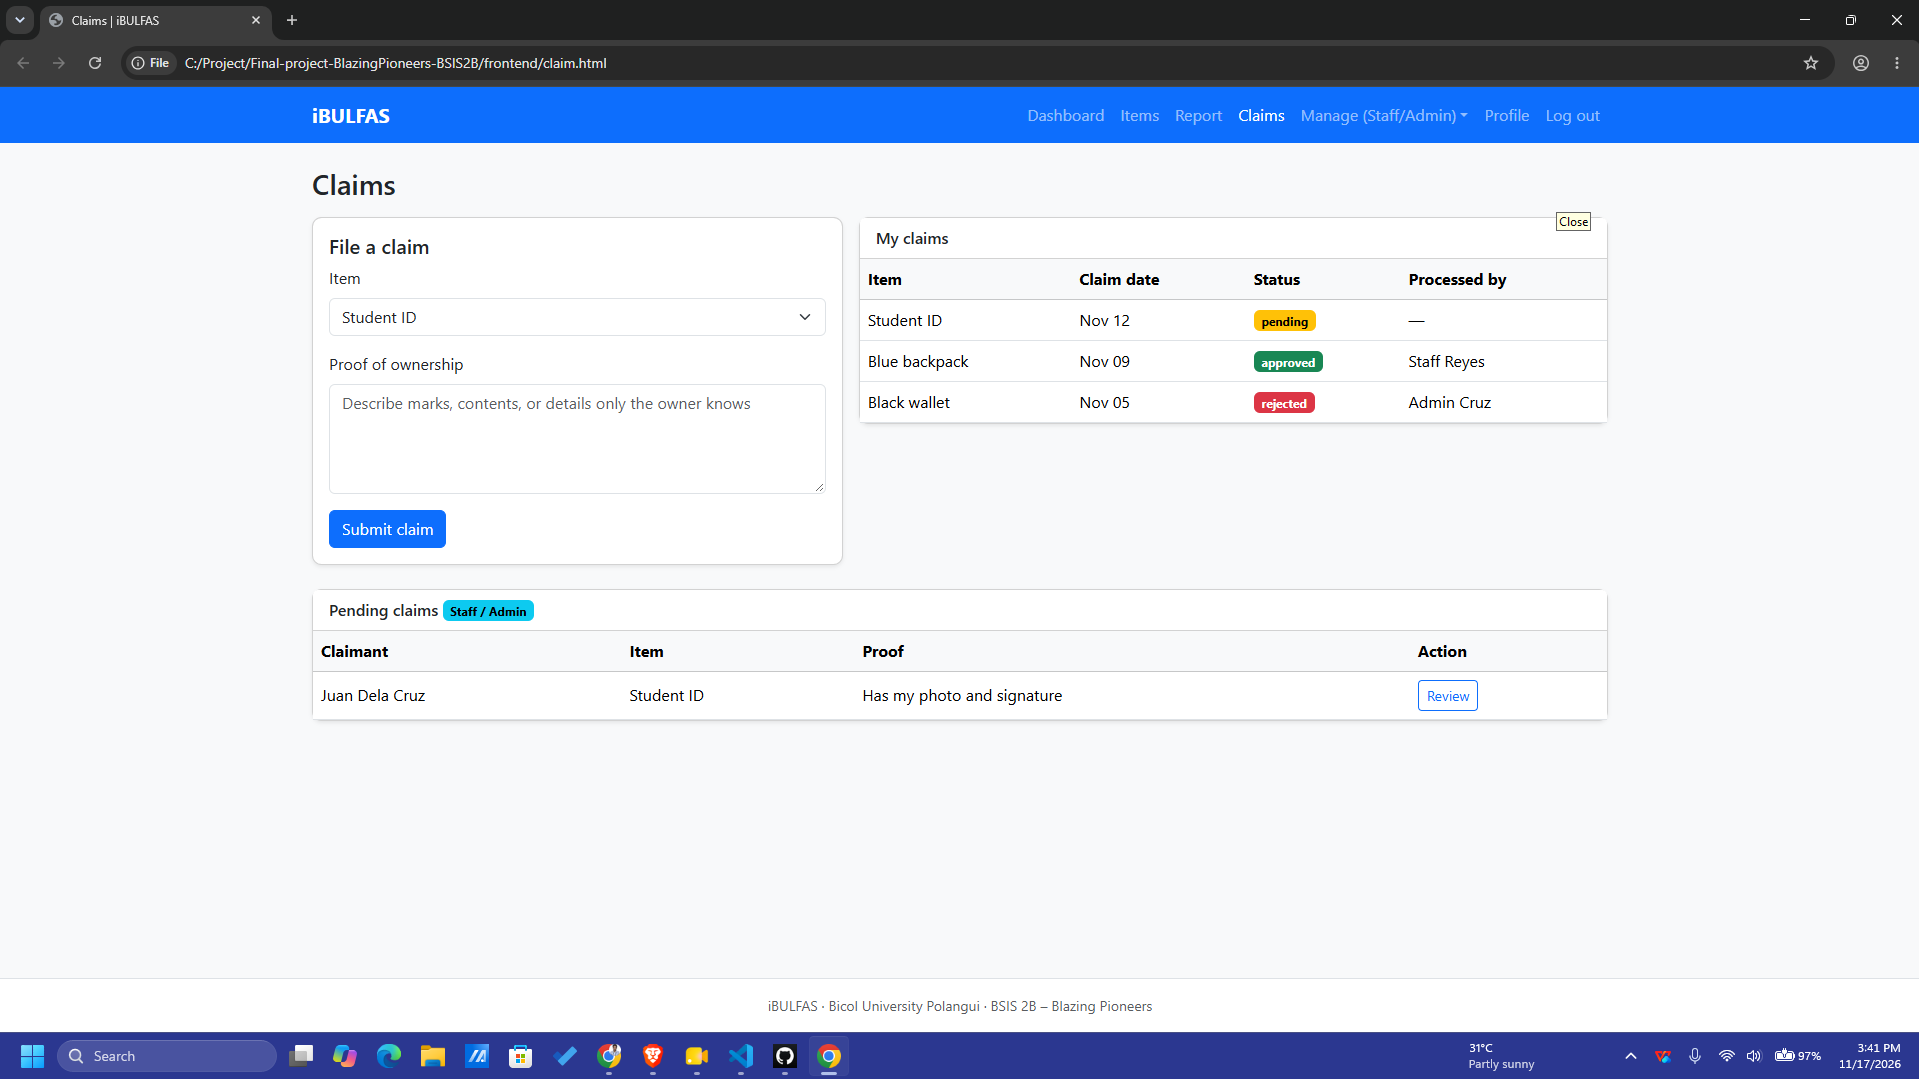 Claims | iBULFAS
File
C:/Project/Final-project-BlazingPioneers-BSIS2B/frontend/claim.html
iBULFAS
Dashboard Items Report Claims Manage (Staff/Admin) Profile Log out
Claims
File a claim
Item
Student ID
Proof of ownership
Describe marks, contents, or details only the owner knows
Submit claim
Close
My claims
Item Claim date Status Processed by
Student ID Nov 12 pending —
Blue backpack Nov 09 approved Staff Reyes
Black wallet Nov 05 rejected Admin Cruz
Pending claims Staff / Admin
Claimant Item Proof Action
Juan Dela Cruz Student ID Has my photo and signature Review
iBULFAS · Bicol University Polangui · BSIS 2B – Blazing Pioneers
Search
31°C
Partly sunny
97%
3:41 PM
11/17/2026